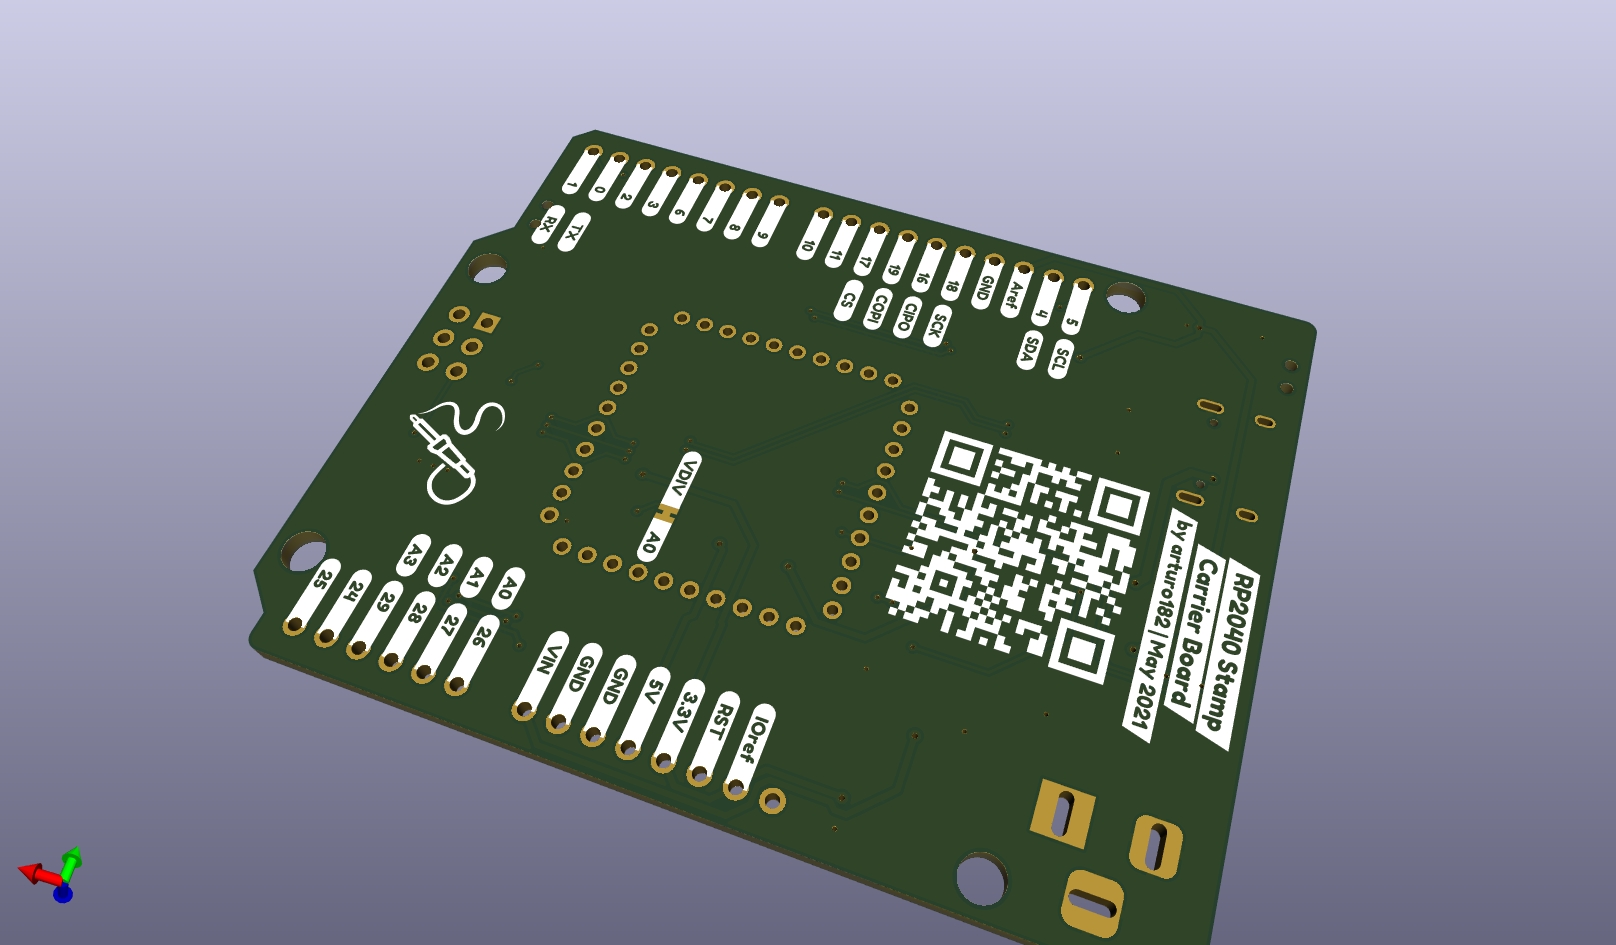 1
0
2
3
6
7
8
9
10
11
17
19
16
18
GND
Aref
4
5
RX
TX
CS
COPI
CIPO
SCK
SDA
SCL
VDIV
A0
RP2040 Stamp
Carrier Board
by arturo182 | May 2021
A3
A2
A1
A0
25
24
29
28
27
26
VIN
GND
GND
5V
3.3V
RST
IOref